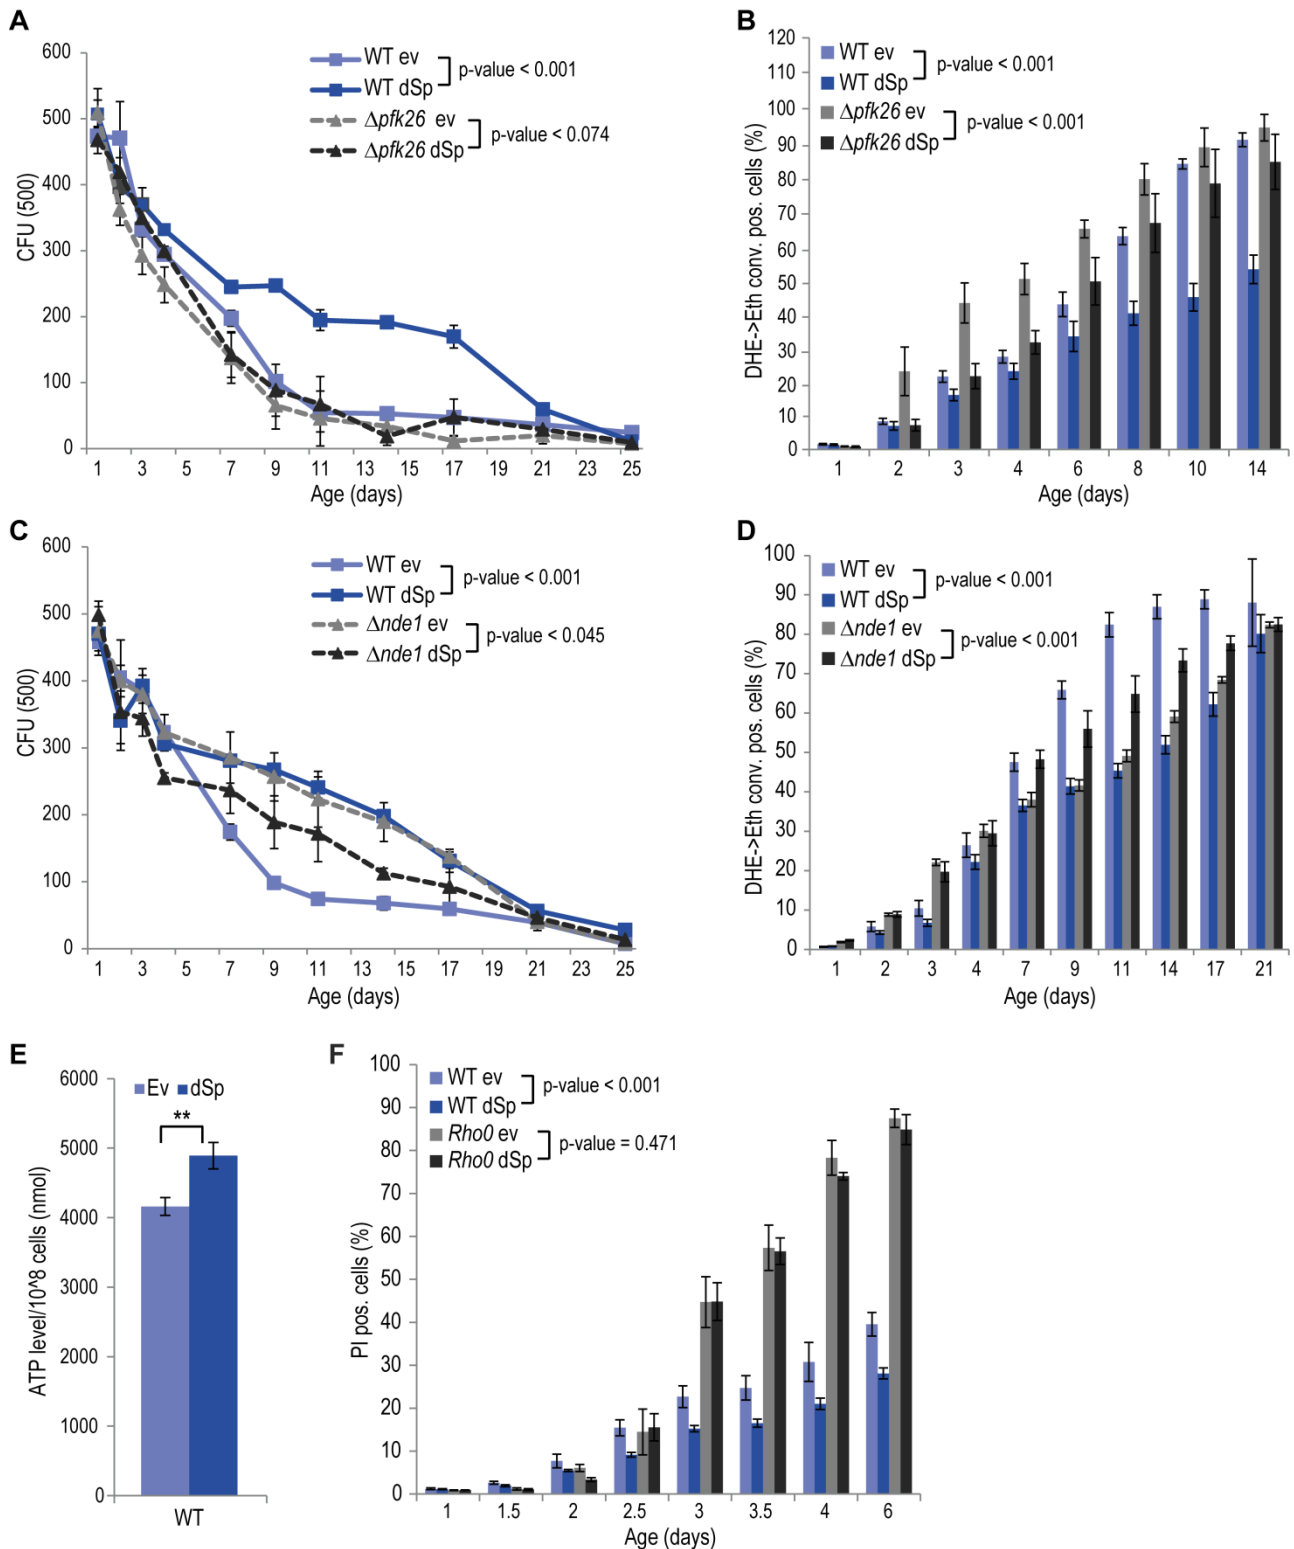 A
600
500
400
300
200
100
0
CFU (500)
WT ev
WT dSp
Δpfk26 ev
Δpfk26 dSp
p-value < 0.001
p-value < 0.074
1 3 5 7 9 11 13 15 17 19 21 23 25
Age (days)
B
120
100
90
80
70
60
50
40
30
20
10
0
DHE->Eth conv. pos. cells (%)
WT ev
WT dSp
Δpfk26 ev
Δpfk26 dSp
p-value < 0.001
p-value < 0.001
1 2 3 4 6 8 10 14
Age (days)
C
600
500
400
300
200
100
0
CFU (500)
WT ev
WT dSp
Δnde1 ev
Δnde1 dSp
p-value < 0.001
p-value < 0.045
1 3 5 7 9 11 13 15 17 19 21 23 25
Age (days)
D
100
90
80
70
60
50
40
30
20
10
0
DHE->Eth conv. pos. cells (%)
WT ev
WT dSp
Δnde1 ev
Δnde1 dSp
p-value < 0.001
p-value < 0.001
1 2 3 4 7 9 11 14 17 21
Age (days)
E
6000
5000
4000
3000
2000
1000
0
ATP level/10^8 cells (nmol)
Ev dSp
**
WT
F
100
90
80
70
60
50
40
30
20
10
0
PI pos. cells (%)
WT ev
WT dSp
Rho0 ev
Rho0 dSp
p-value < 0.001
p-value = 0.471
1 1.5 2 2.5 3 3.5 4 6
Age (days)